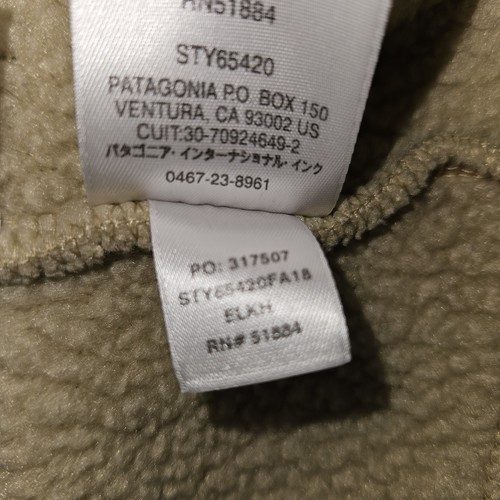 RN51884
STY65420
PATAGONIA P.O. BOX 150
VENTURA, CA 93002 US
CUIT:30-70924649-2
パタゴニア・インターナショナル・インク
0467-23-8961
PO: 317507
STY65420FA18
ELKH
RN# 51884